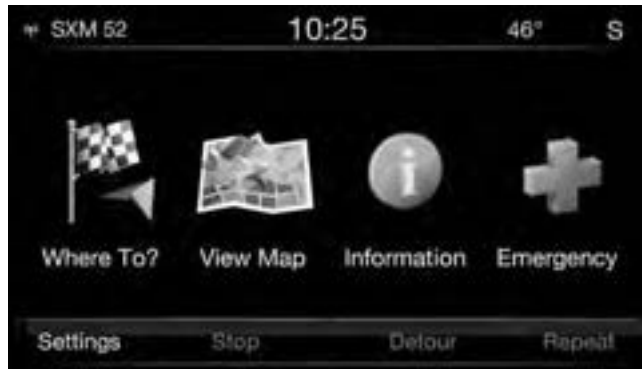 SXM 52 10:25 46° S
Where To? View Map Information Emergency
Settings Stop Detour Repeat